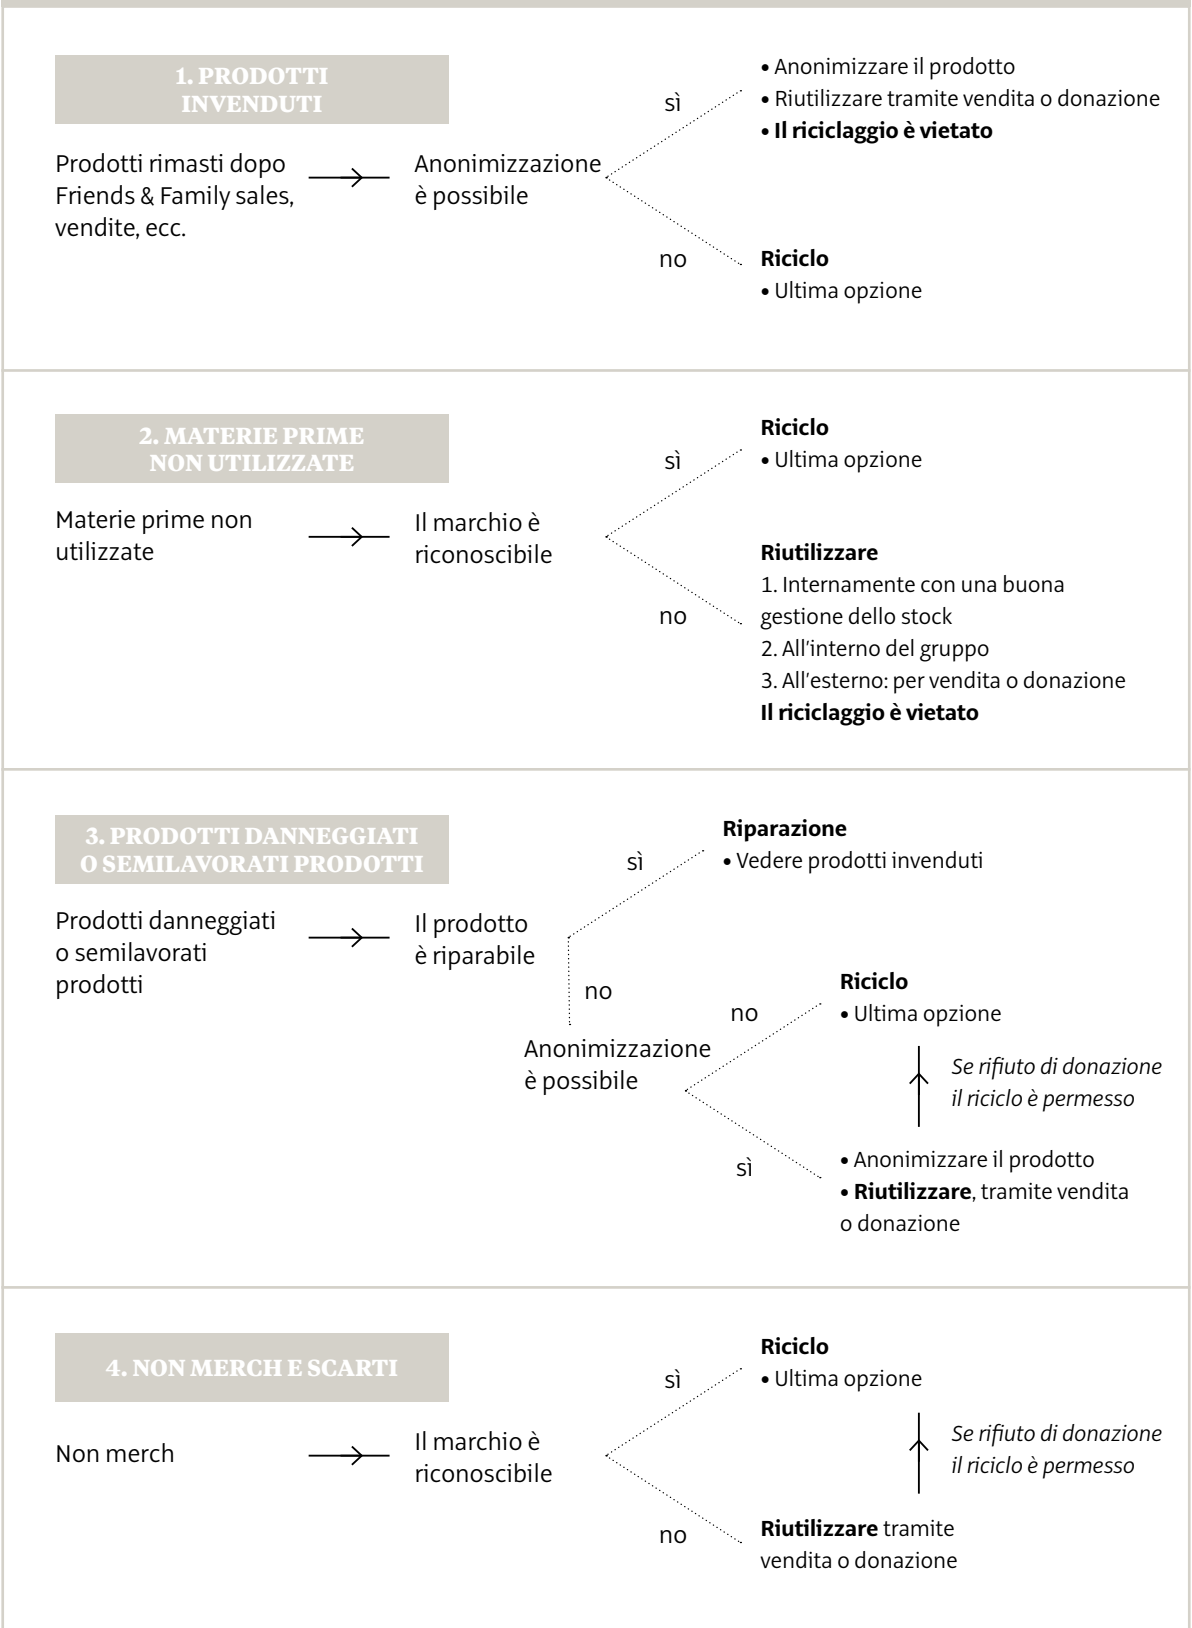 1. PRODOTTI
INVENDUTI
Prodotti rimasti dopo
Friends & Family sales,
vendite, ecc.
Anonimizzazione
è possibile
sì
• Anonimizzare il prodotto
• Riutilizzare tramite vendita o donazione
• Il riciclaggio è vietato
no
Riciclo
• Ultima opzione
2. MATERIE PRIME
NON UTILIZZATE
Materie prime non
utilizzate
Il marchio è
riconoscibile
sì
Riciclo
• Ultima opzione
no
Riutilizzare
1. Internamente con una buona
gestione dello stock
2. All'interno del gruppo
3. All'esterno: per vendita o donazione
Il riciclaggio è vietato
3. PRODOTTI DANNEGGIATI
O SEMILAVORATI PRODOTTI
Prodotti danneggiati
o semilavorati
prodotti
Il prodotto
è riparabile
sì
Riparazione
• Vedere prodotti invenduti
no
Anonimizzazione
è possibile
no
Riciclo
• Ultima opzione
Se rifiuto di donazione
il riciclo è permesso
sì
• Anonimizzare il prodotto
• Riutilizzare, tramite vendita
o donazione
4. NON MERCH E SCARTI
Non merch
Il marchio è
riconoscibile
sì
Riciclo
• Ultima opzione
Se rifiuto di donazione
il riciclo è permesso
no
Riutilizzare tramite
vendita o donazione